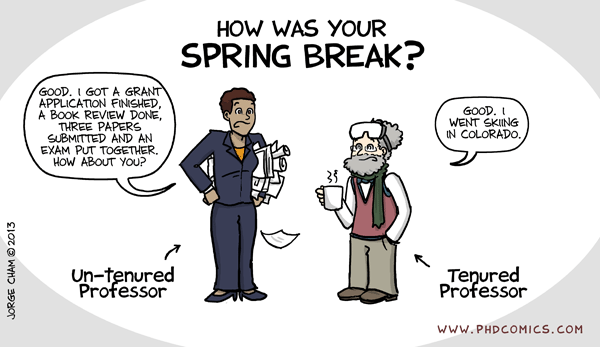 HOW WAS YOUR
SPRING BREAK?
GOOD. I GOT A GRANT
APPLICATION FINISHED,
A BOOK REVIEW DONE,
THREE PAPERS
SUBMITTED AND AN
EXAM PUT TOGETHER.
HOW ABOUT YOU?
GOOD. I
WENT SKIING
IN COLORADO.
Un-tenured
Professor
Tenured
Professor
JORGE CHAM © 2013
WWW.PHDCOMICS.COM